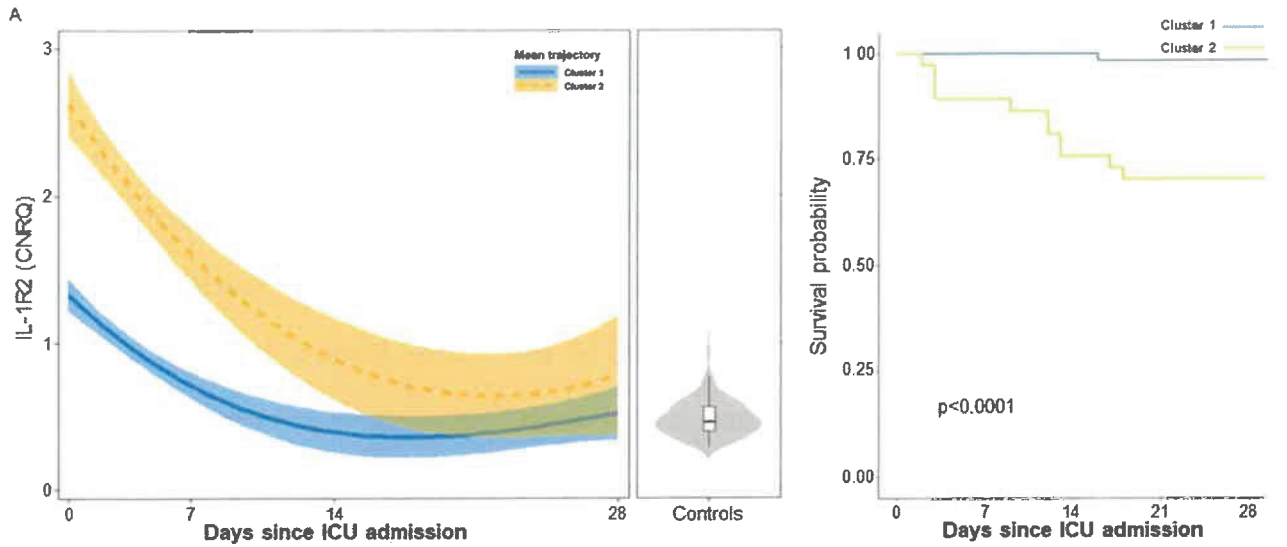 A
3
2
1
0
IL-1R2 (CNRQ)
Mean trajectory
Cluster 1
Cluster 2
0 7 14 28
Days since ICU admission
Controls
Cluster 1
Cluster 2
1 00
0.75
0.50
0.25
0.00
Survival probability
p<0.0001
0 7 14 21 28
Days since ICU admission